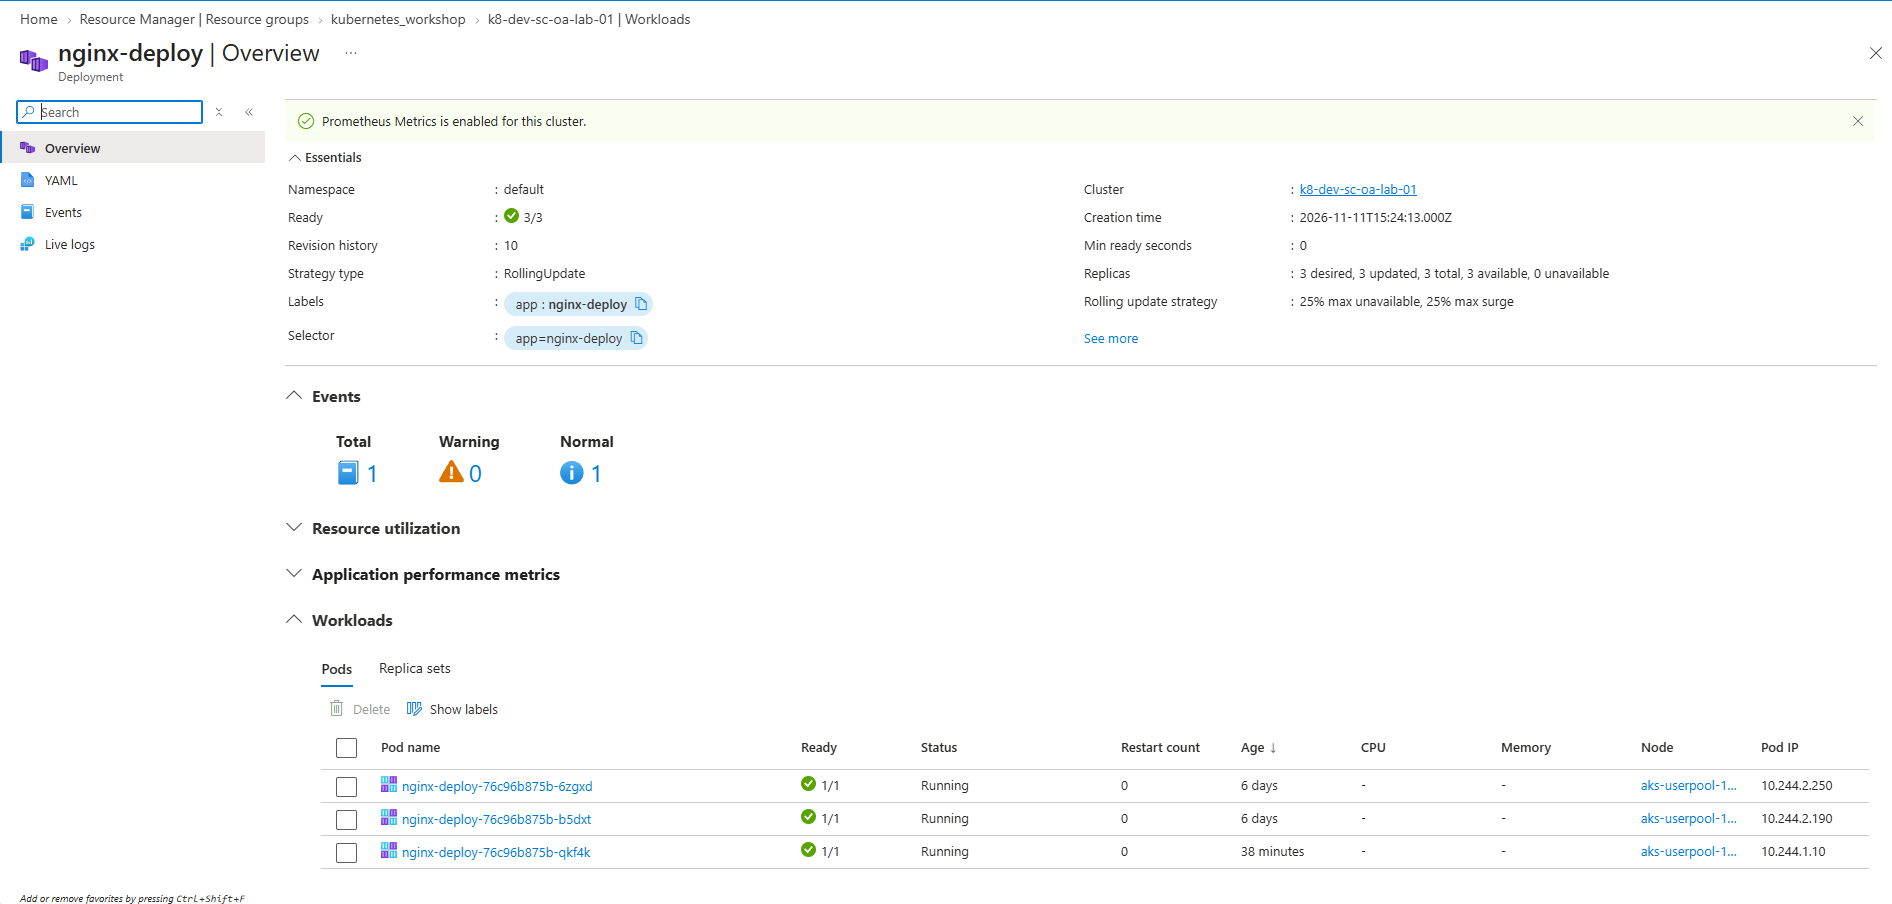 Home > Resource Manager | Resource groups > kubernetes_workshop > k8-dev-sc-oa-lab-01 | Workloads
nginx-deploy | Overview ...
Deployment
Search
Overview
YAML
Events
Live logs
Prometheus Metrics is enabled for this cluster.
Essentials
Namespace : default
Ready : 3/3
Revision history : 10
Strategy type : RollingUpdate
Labels : app : nginx-deploy
Selector : app=nginx-deploy
Cluster : k8-dev-sc-oa-lab-01
Creation time : 2026-11-11T15:24:13.000Z
Min ready seconds : 0
Replicas : 3 desired, 3 updated, 3 total, 3 available, 0 unavailable
Rolling update strategy : 25% max unavailable, 25% max surge
See more
Events
Total Warning Normal
1 0 1
Resource utilization
Application performance metrics
Workloads
Pods Replica sets
Delete Show labels
Pod name Ready Status Restart count Age ↓ CPU Memory Node Pod IP
nginx-deploy-76c96b875b-6zgxd 1/1 Running 0 6 days - - aks-userpool-1... 10.244.2.250
nginx-deploy-76c96b875b-b5dxt 1/1 Running 0 6 days - - aks-userpool-1... 10.244.2.190
nginx-deploy-76c96b875b-qkf4k 1/1 Running 0 38 minutes - - aks-userpool-1... 10.244.1.10
Add or remove favorites by pressing Ctrl+Shift+F